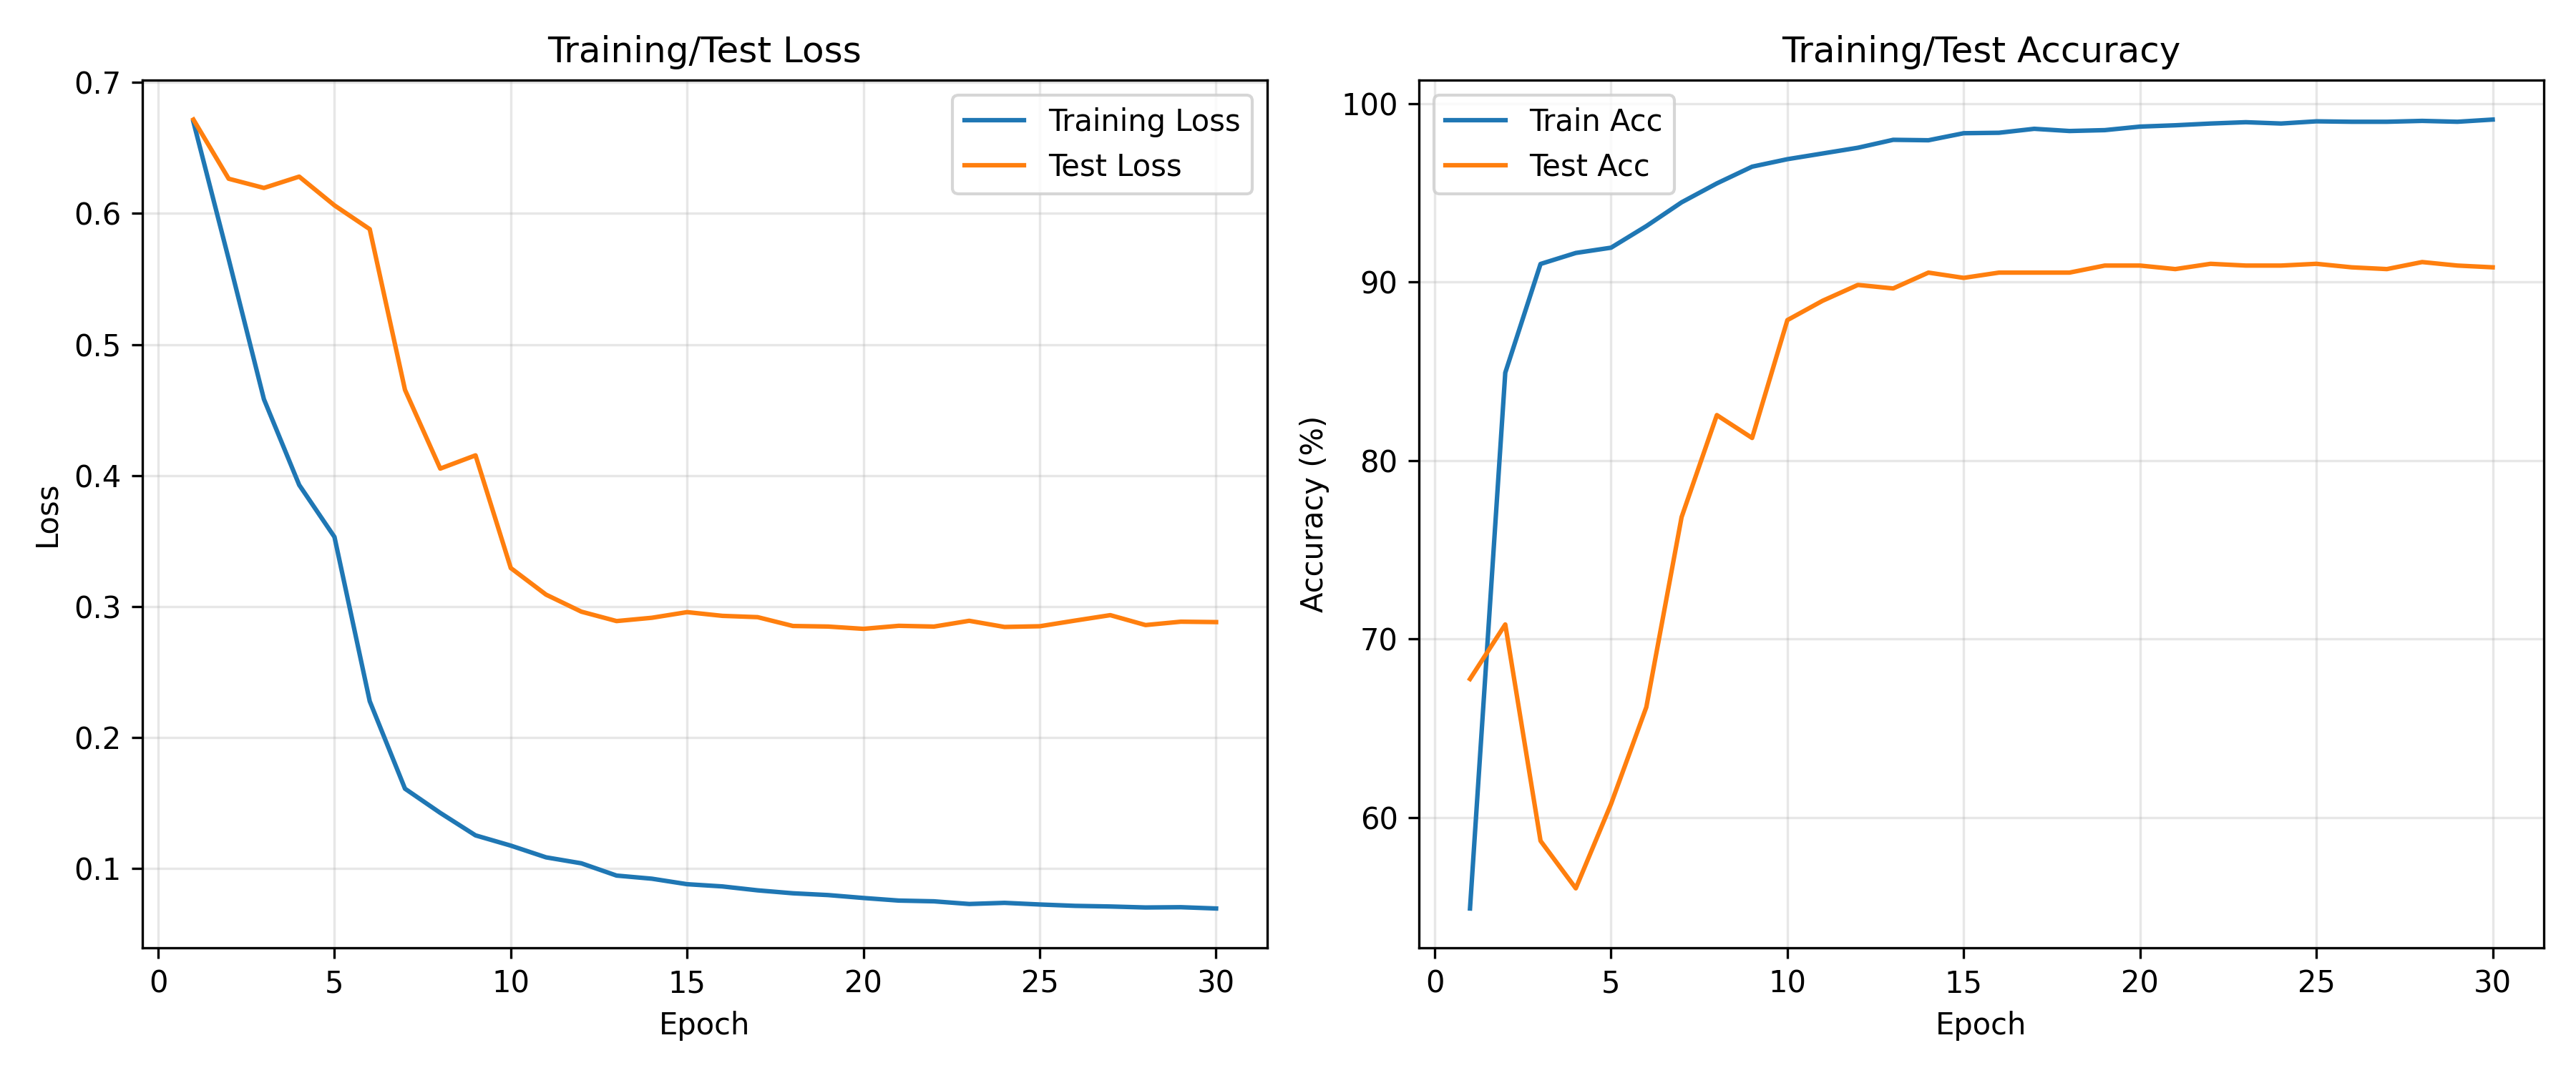 Training/Test Loss
Training Loss
Test Loss
0.7
0.6
0.5
0.4
0.3
0.2
0.1
Loss
0 5 10 15 20 25 30
Epoch
Training/Test Accuracy
Train Acc
Test Acc
100
90
80
70
60
Accuracy (%)
0 5 10 15 20 25 30
Epoch